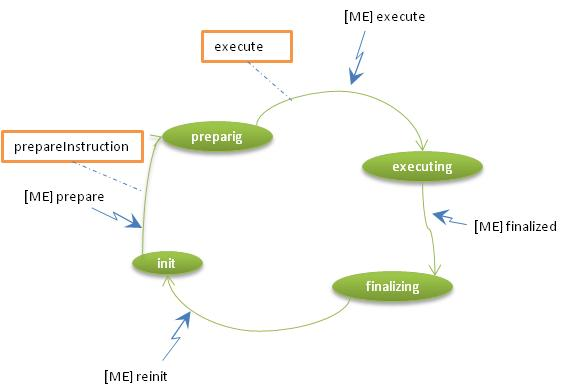 [ME] execute
execute
preparig
prepareInstruction
executing
[ME] prepare
[ME] finalized
init
finalizing
[ME] reinit